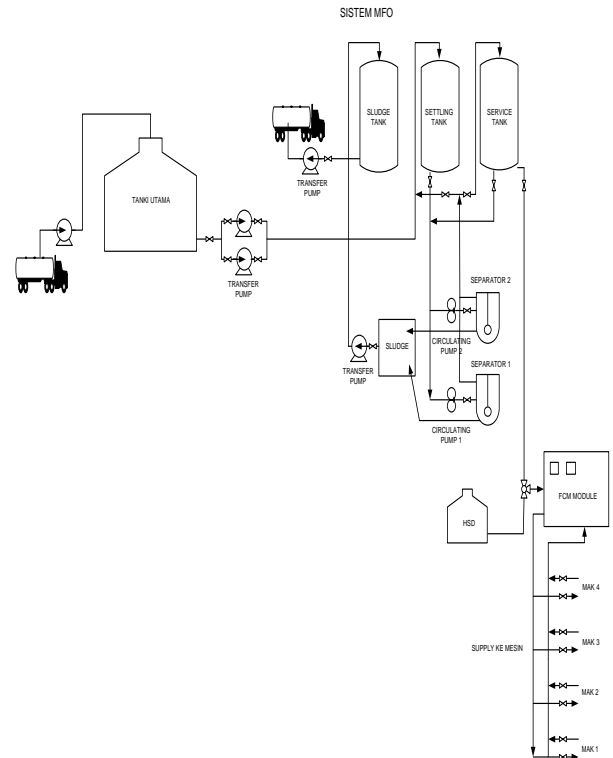 SISTEM MFO
SLUDGE
TANK
SETTLING
TANK
SERVICE
TANK
TRANSFER
PUMP
TANKI UTAMA
TRANSFER
PUMP
SEPARATOR 2
CIRCULATING
PUMP 2
SLUDGE
TRANSFER
PUMP
SEPARATOR 1
CIRCULATING
PUMP 1
FCM MODULE
HSD
MAK 4
MAK 3
SUPPLY KE MESIN
MAK 2
MAK 1